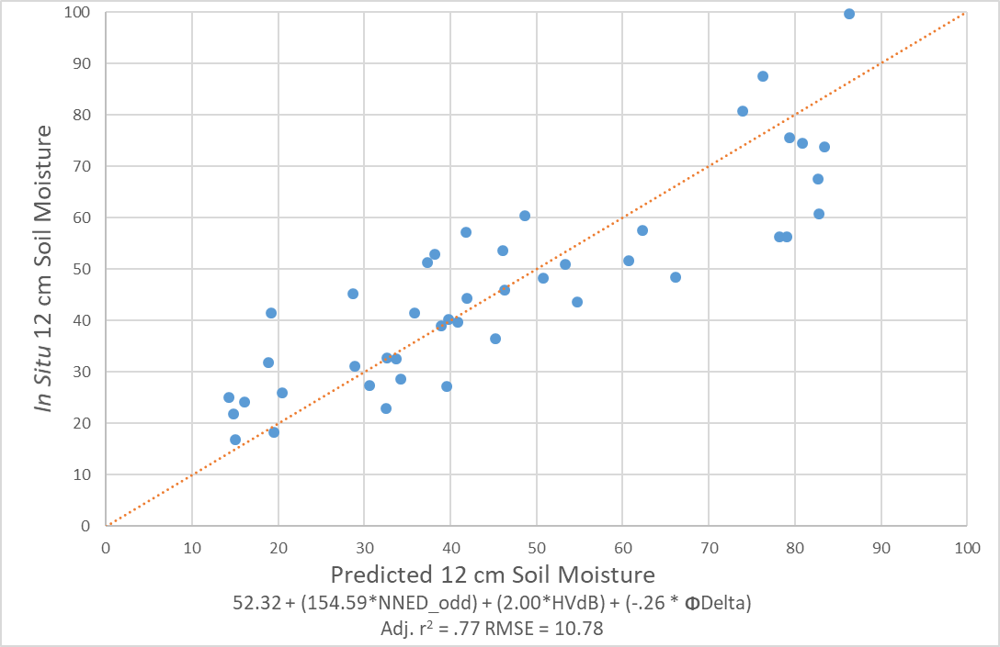 100
90
80
70
60
50
40
30
20
10
0
In Situ 12 cm Soil Moisture
0 10 20 30 40 50 60 70 80 90 100
Predicted 12 cm Soil Moisture
52.32 + (154.59*NNED_odd) + (2.00*HVdB) + (-.26 * ΦDelta)
Adj. r² = .77 RMSE = 10.78